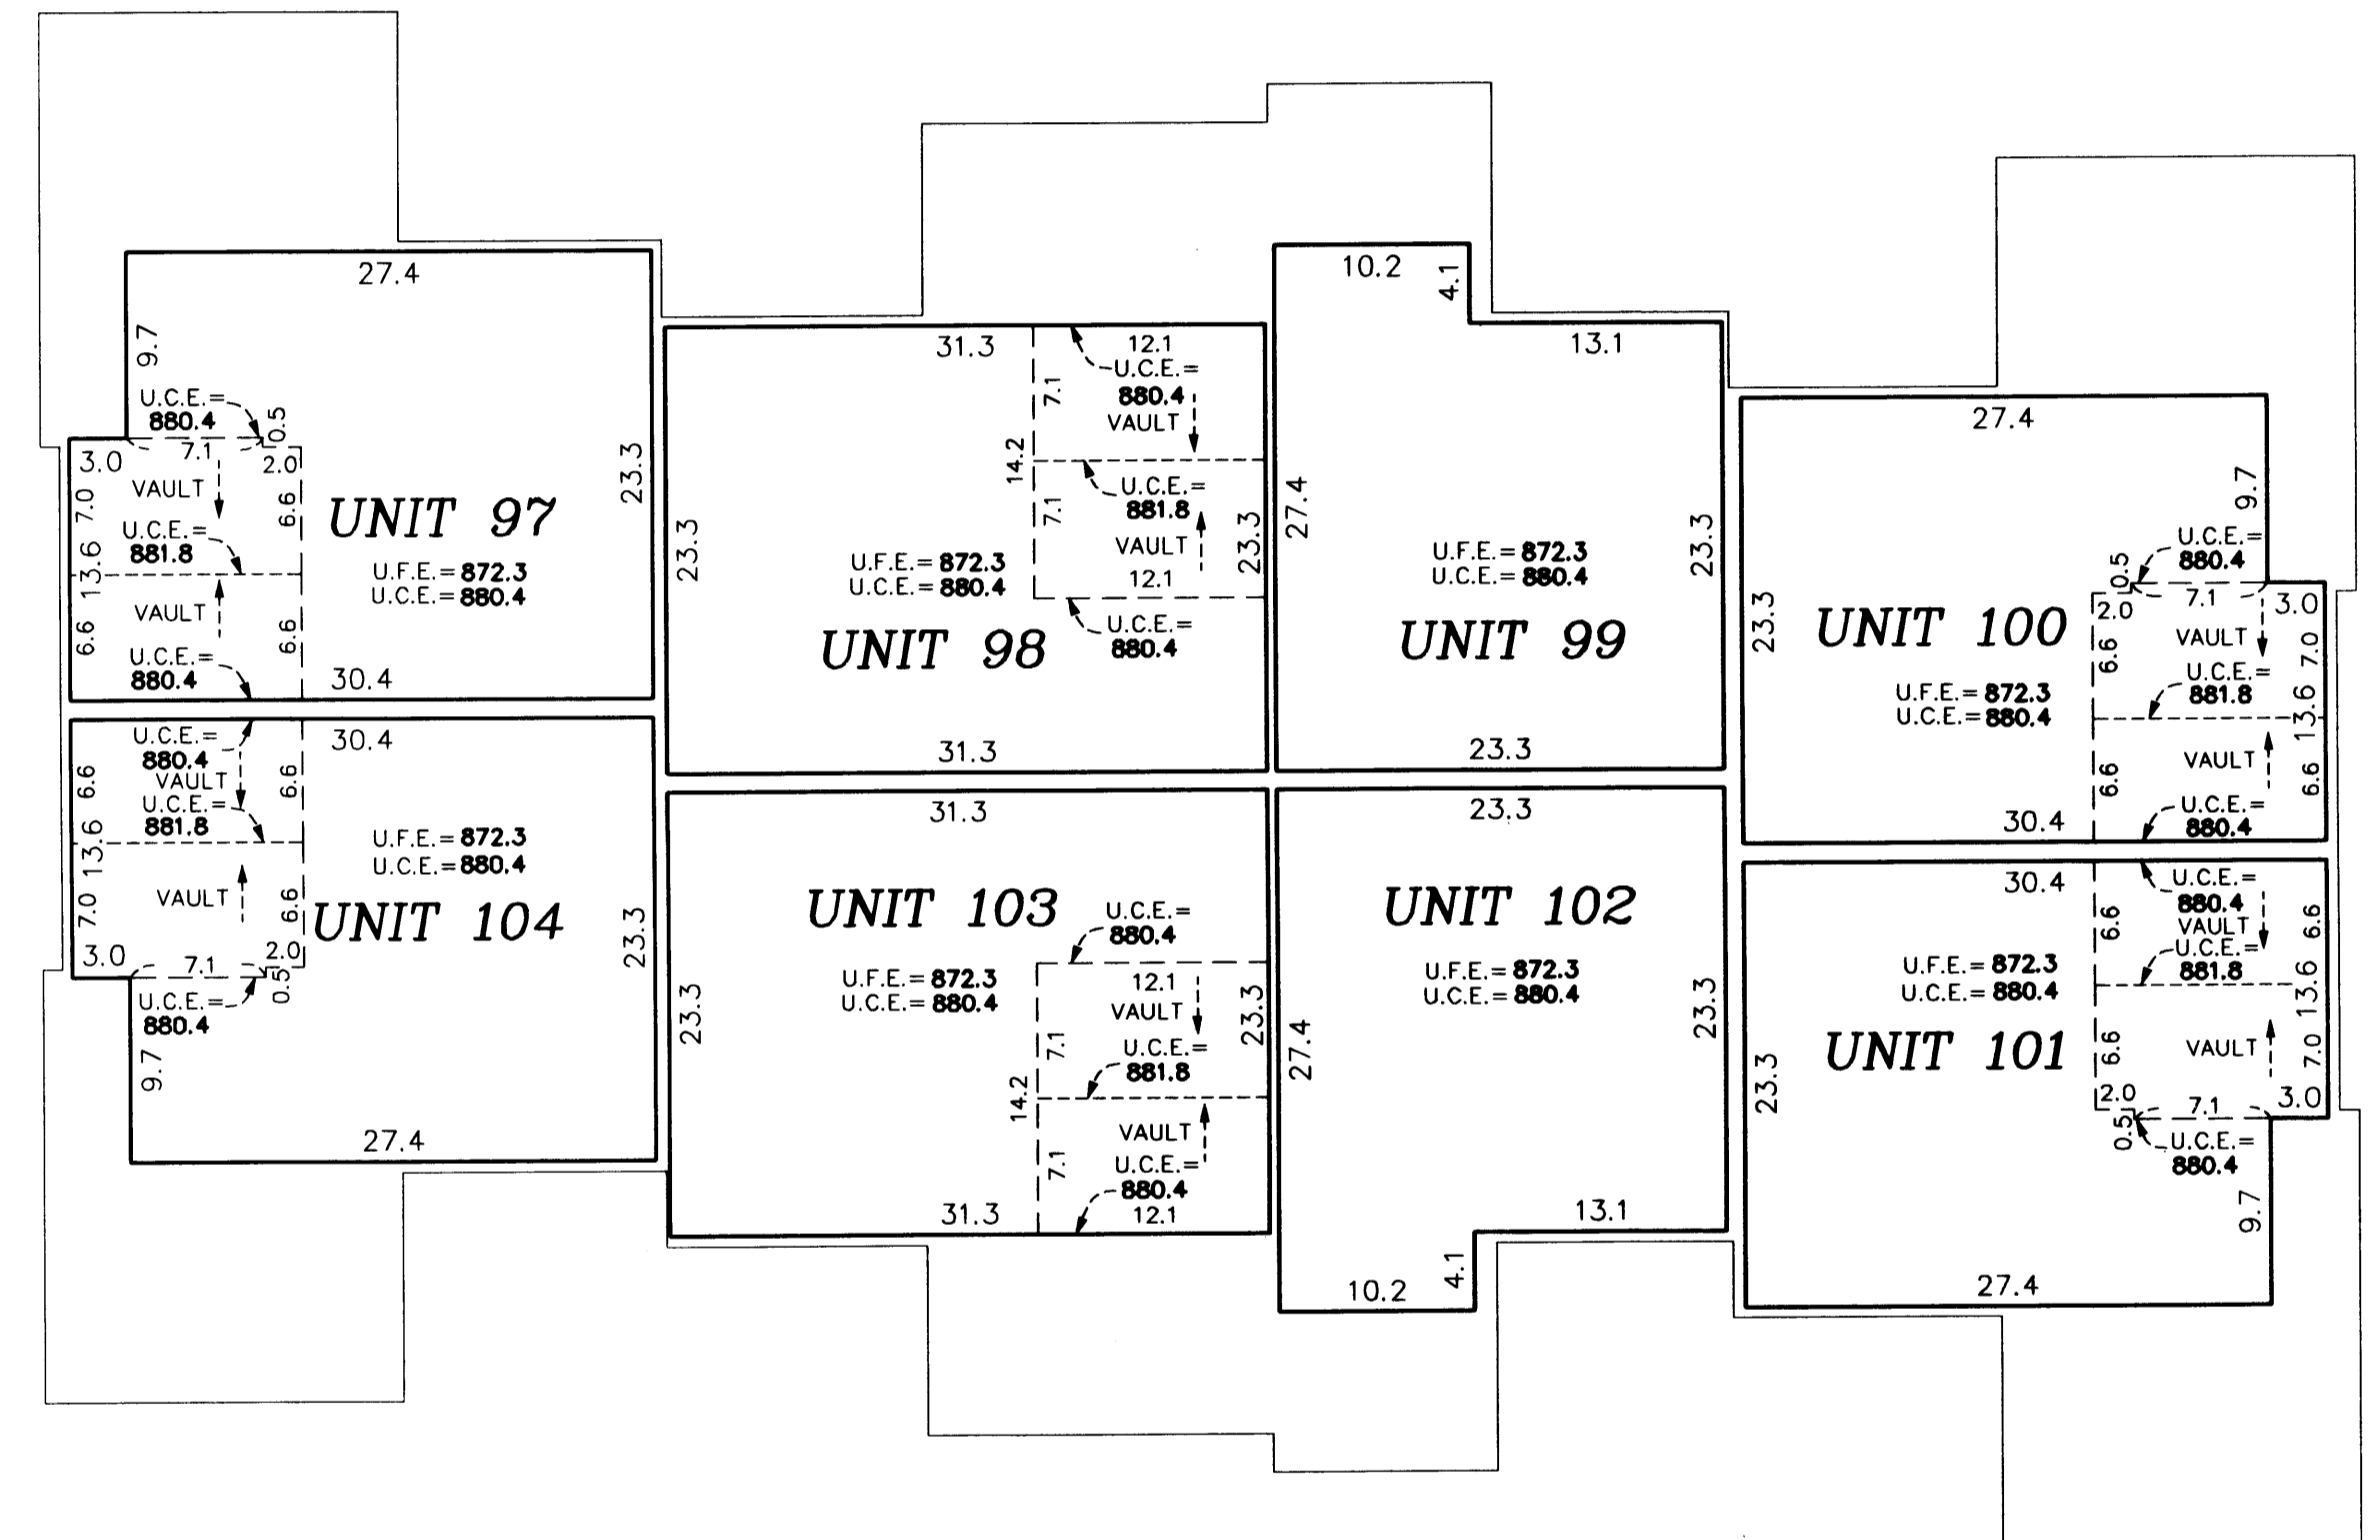 27.4
9.7
U.C.E.=
880.4
0.5
7.1
3.0
2.0
7.0
VAULT
6.6
23.3
UNIT 97
U.C.E.=
881.8
13.6
U.F.E.= 872.3
U.C.E.= 880.4
VAULT
6.6
6.6
U.C.E.=
880.4
30.4
31.3
12.1
U.C.E.=
880.4
VAULT
7.1
14.2
U.C.E.=
881.8
7.1
VAULT
23.3
23.3
12.1
U.F.E.= 872.3
U.C.E.= 880.4
U.C.E.=
880.4
UNIT 98
31.3
10.2
4.1
13.1
27.4
23.3
U.F.E.= 872.3
U.C.E.= 880.4
UNIT 99
23.3
27.4
9.7
U.C.E.=
880.4
0.5
7.1
3.0
2.0
23.3
UNIT 100
6.6
VAULT
7.0
U.C.E.=
881.8
U.F.E.= 872.3
U.C.E.= 880.4
13.6
6.6
VAULT
6.6
U.C.E.=
880.4
30.4
U.C.E.=
880.4
30.4
6.6
VAULT
6.6
U.C.E.=
881.8
13.6
U.F.E.= 872.3
U.C.E.= 880.4
7.0
VAULT
6.6
UNIT 104
23.3
3.0
7.1
2.0
0.5
U.C.E.=
880.4
9.7
27.4
31.3
UNIT 103
U.C.E.=
880.4
U.F.E.= 872.3
U.C.E.= 880.4
12.1
VAULT
23.3
23.3
7.1
U.C.E.=
881.8
14.2
VAULT
7.1
U.C.E.=
880.4
31.3
12.1
23.3
UNIT 102
U.F.E.= 872.3
U.C.E.= 880.4
27.4
23.3
13.1
4.1
10.2
30.4
U.C.E.=
880.4
6.6
VAULT
6.6
U.C.E.=
881.8
U.F.E.= 872.3
U.C.E.= 880.4
13.6
UNIT 101
6.6
VAULT
7.0
23.3
2.0
7.1
3.0
0.5
U.C.E.=
880.4
9.7
27.4